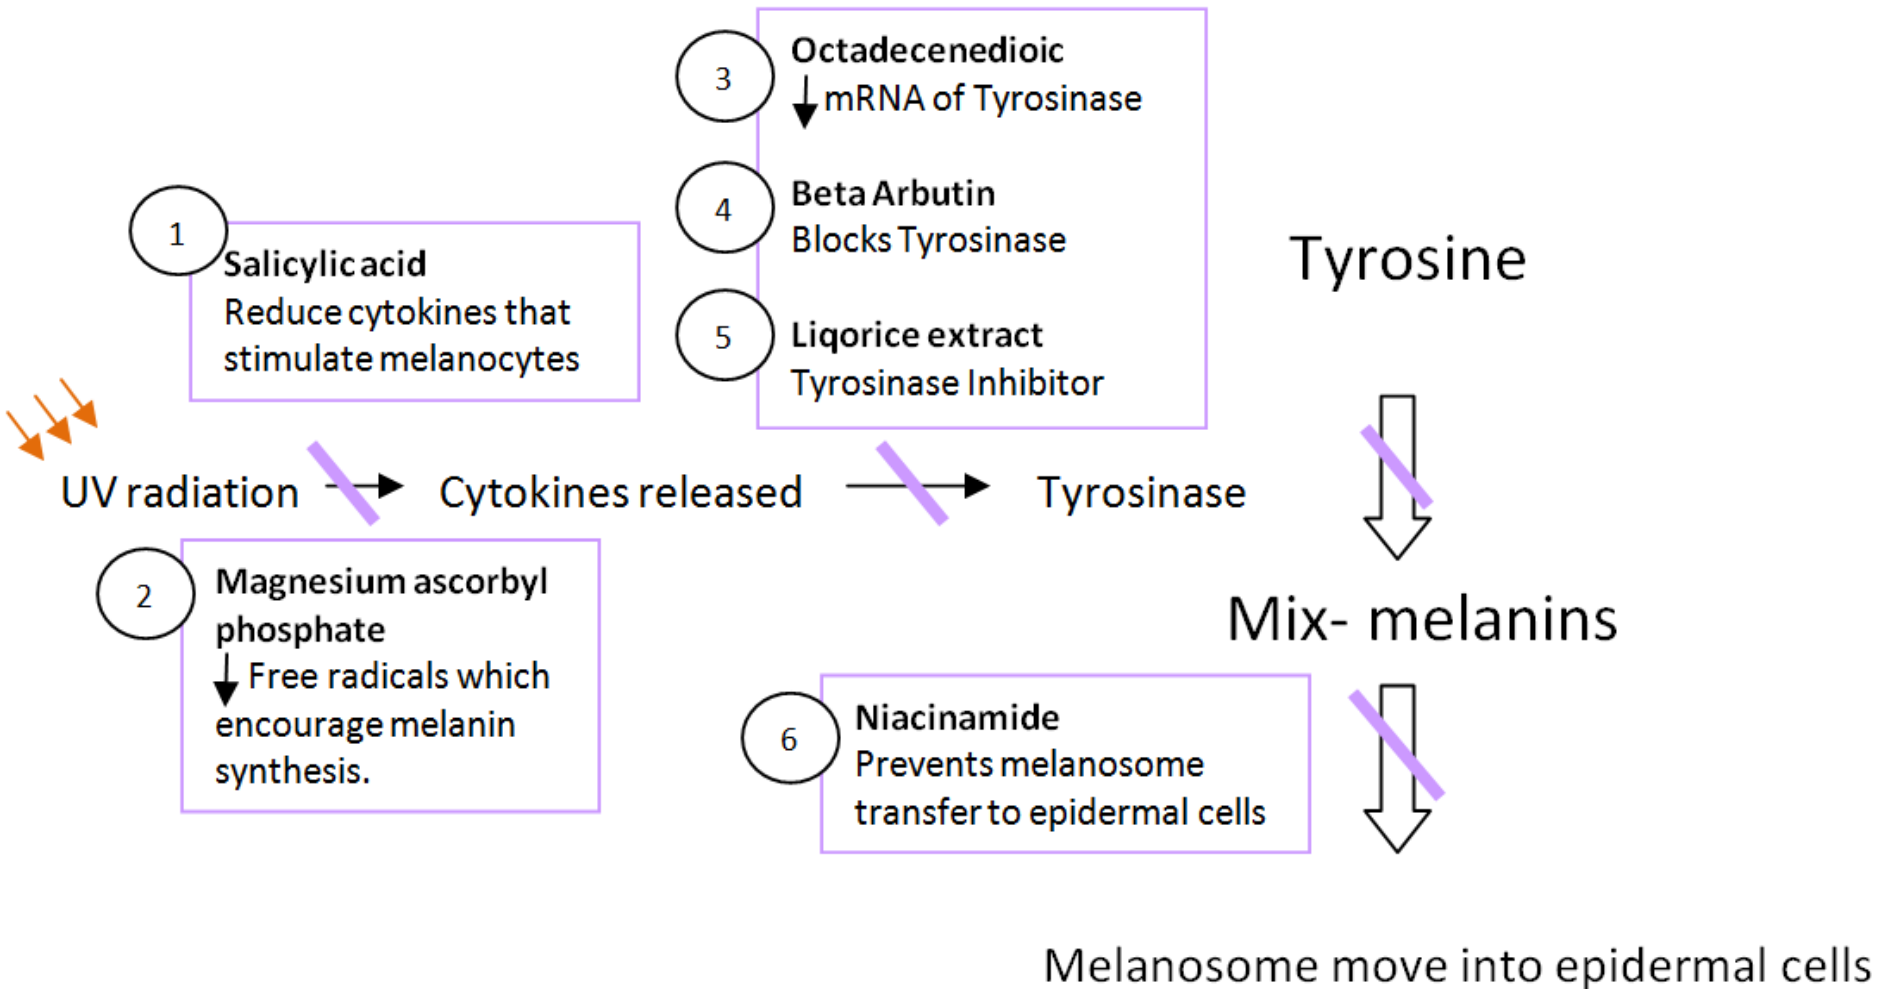 3
Octadecenedioic
mRNA of Tyrosinase
4
Beta Arbutin
Blocks Tyrosinase
5
Liqorice extract
Tyrosinase Inhibitor
1
Salicylic acid
Reduce cytokines that
stimulate melanocytes
Tyrosine
UV radiation
Cytokines released
Tyrosinase
2
Magnesium ascorbyl
phosphate
Free radicals which
encourage melanin
synthesis.
Mix- melanins
6
Niacinamide
Prevents melanosome
transfer to epidermal cells
Melanosome move into epidermal cells